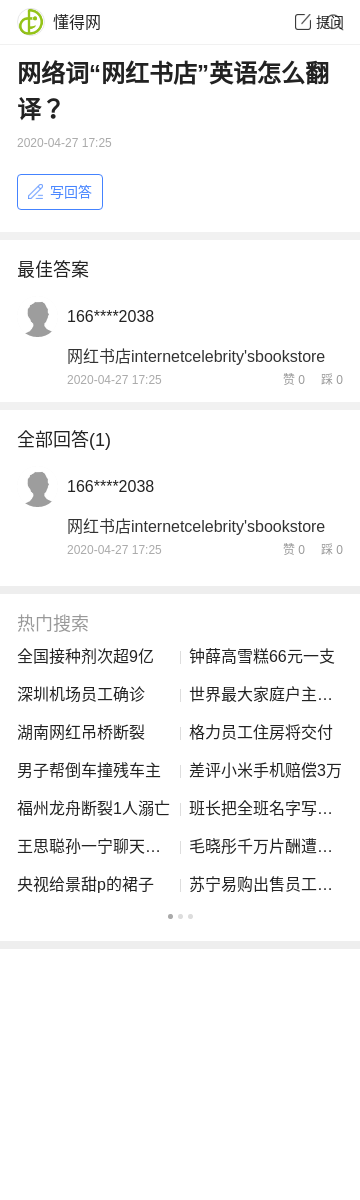 懂得网
提问
网络词“网红书店”英语怎么翻
译？
2020-04-27 17:25
写回答
最佳答案
166****2038
网红书店internetcelebrity'sbookstore
2020-04-27 17:25 赞 0 踩 0
全部回答(1)
166****2038
网红书店internetcelebrity'sbookstore
2020-04-27 17:25 赞 0 踩 0
热门搜索
全国接种剂次超9亿 钟薛高雪糕66元一支
深圳机场员工确诊 世界最大家庭户主…
湖南网红吊桥断裂 格力员工住房将交付
男子帮倒车撞残车主 差评小米手机赔偿3万
福州龙舟断裂1人溺亡 班长把全班名字写…
王思聪孙一宁聊天… 毛晓彤千万片酬遭…
央视给景甜p的裙子 苏宁易购出售员工…